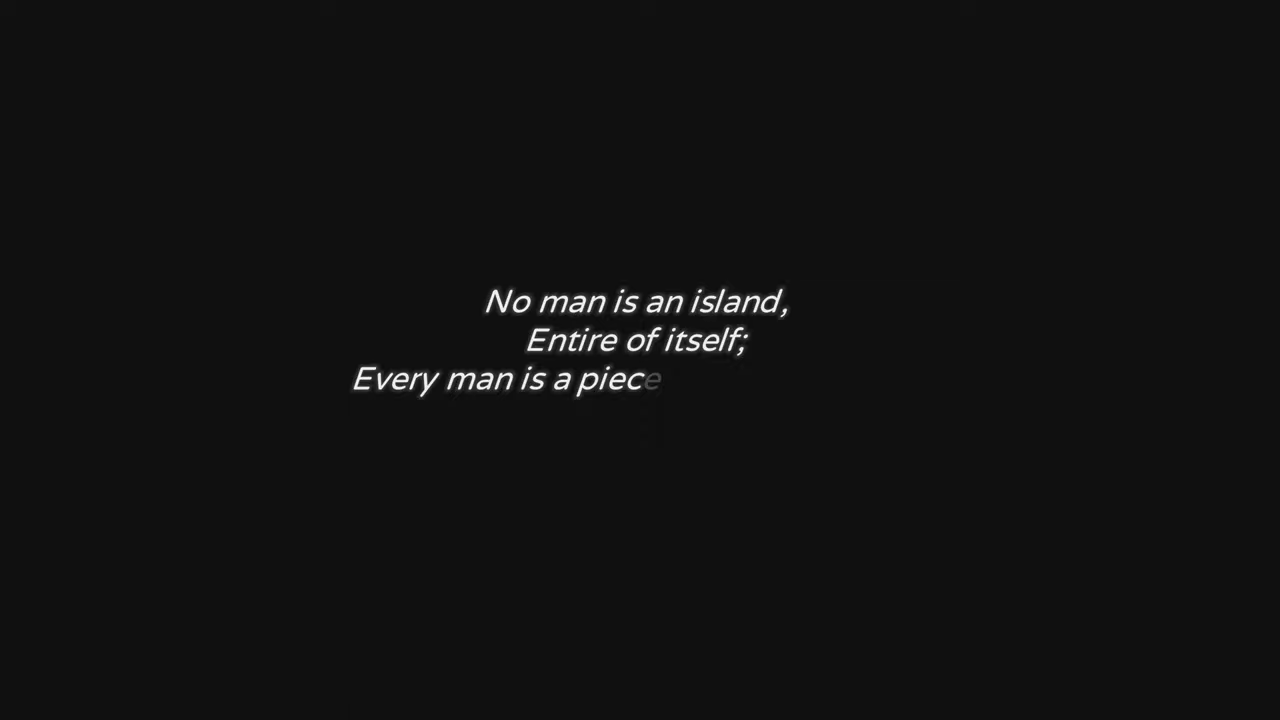 No man is an island,
Entire of itself;
Every man is a piece